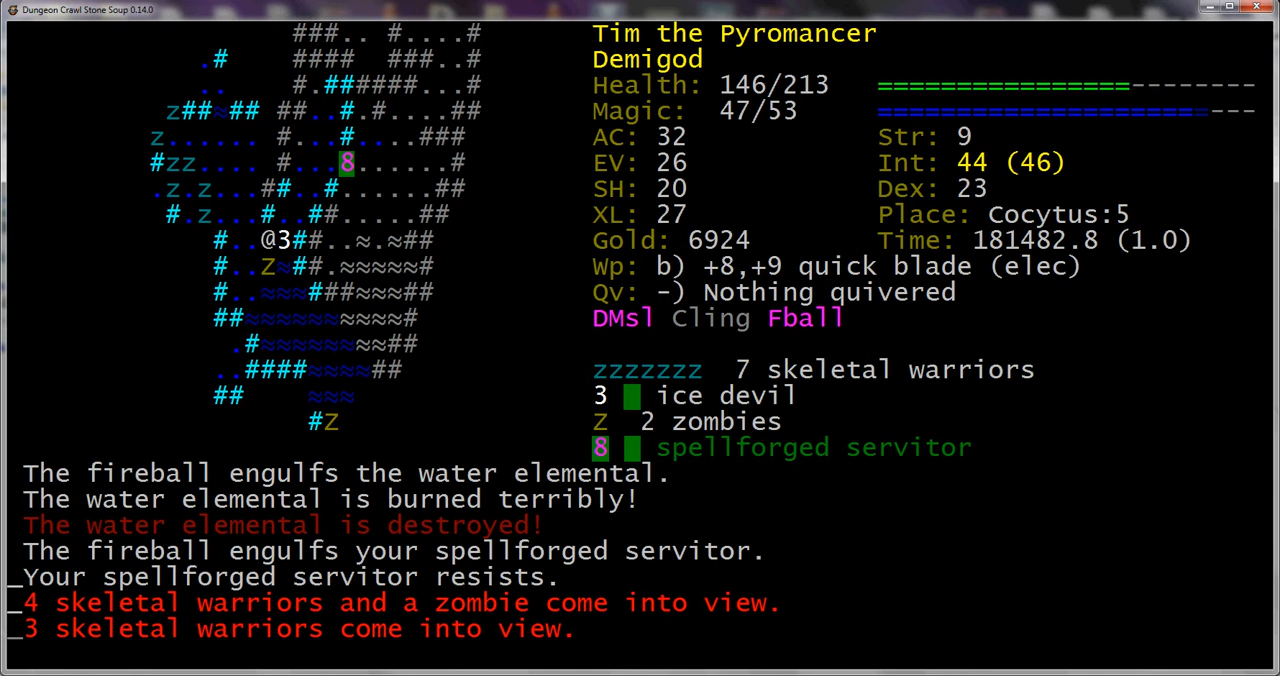 Dungeon Crawl Stone Soup 0.14.0
Tim the Pyromancer
Demigod
Health: 146/213 ===============--------
Magic: 47/53 ====================---
AC: 32 Str: 9
EV: 26 Int: 44 (46)
SH: 20 Dex: 23
XL: 27 Place: Cocytus:5
Gold: 6924 Time: 181482.8 (1.0)
Wp: b) +8,+9 quick blade (elec)
Qv: -) Nothing quivered
DMsl Cling Fball
zzzzzzz 7 skeletal warriors
3 ice devil
Z 2 zombies
8 spellforged servitor
The fireball engulfs the water elemental.
The water elemental is burned terribly!
The water elemental is destroyed!
The fireball engulfs your spellforged servitor.
_Your spellforged servitor resists.
_4 skeletal warriors and a zombie come into view.
_3 skeletal warriors come into view.